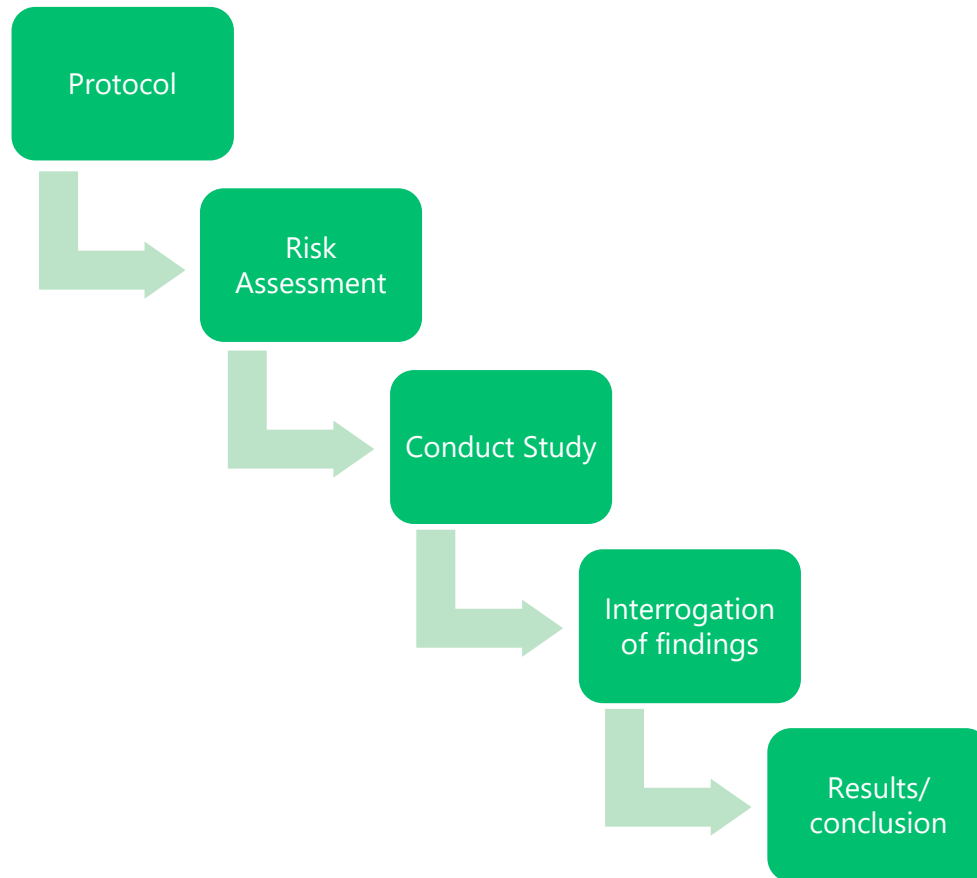 Protocol
Risk
Assessment
Conduct Study
Interrogation
of findings
Results/
conclusion